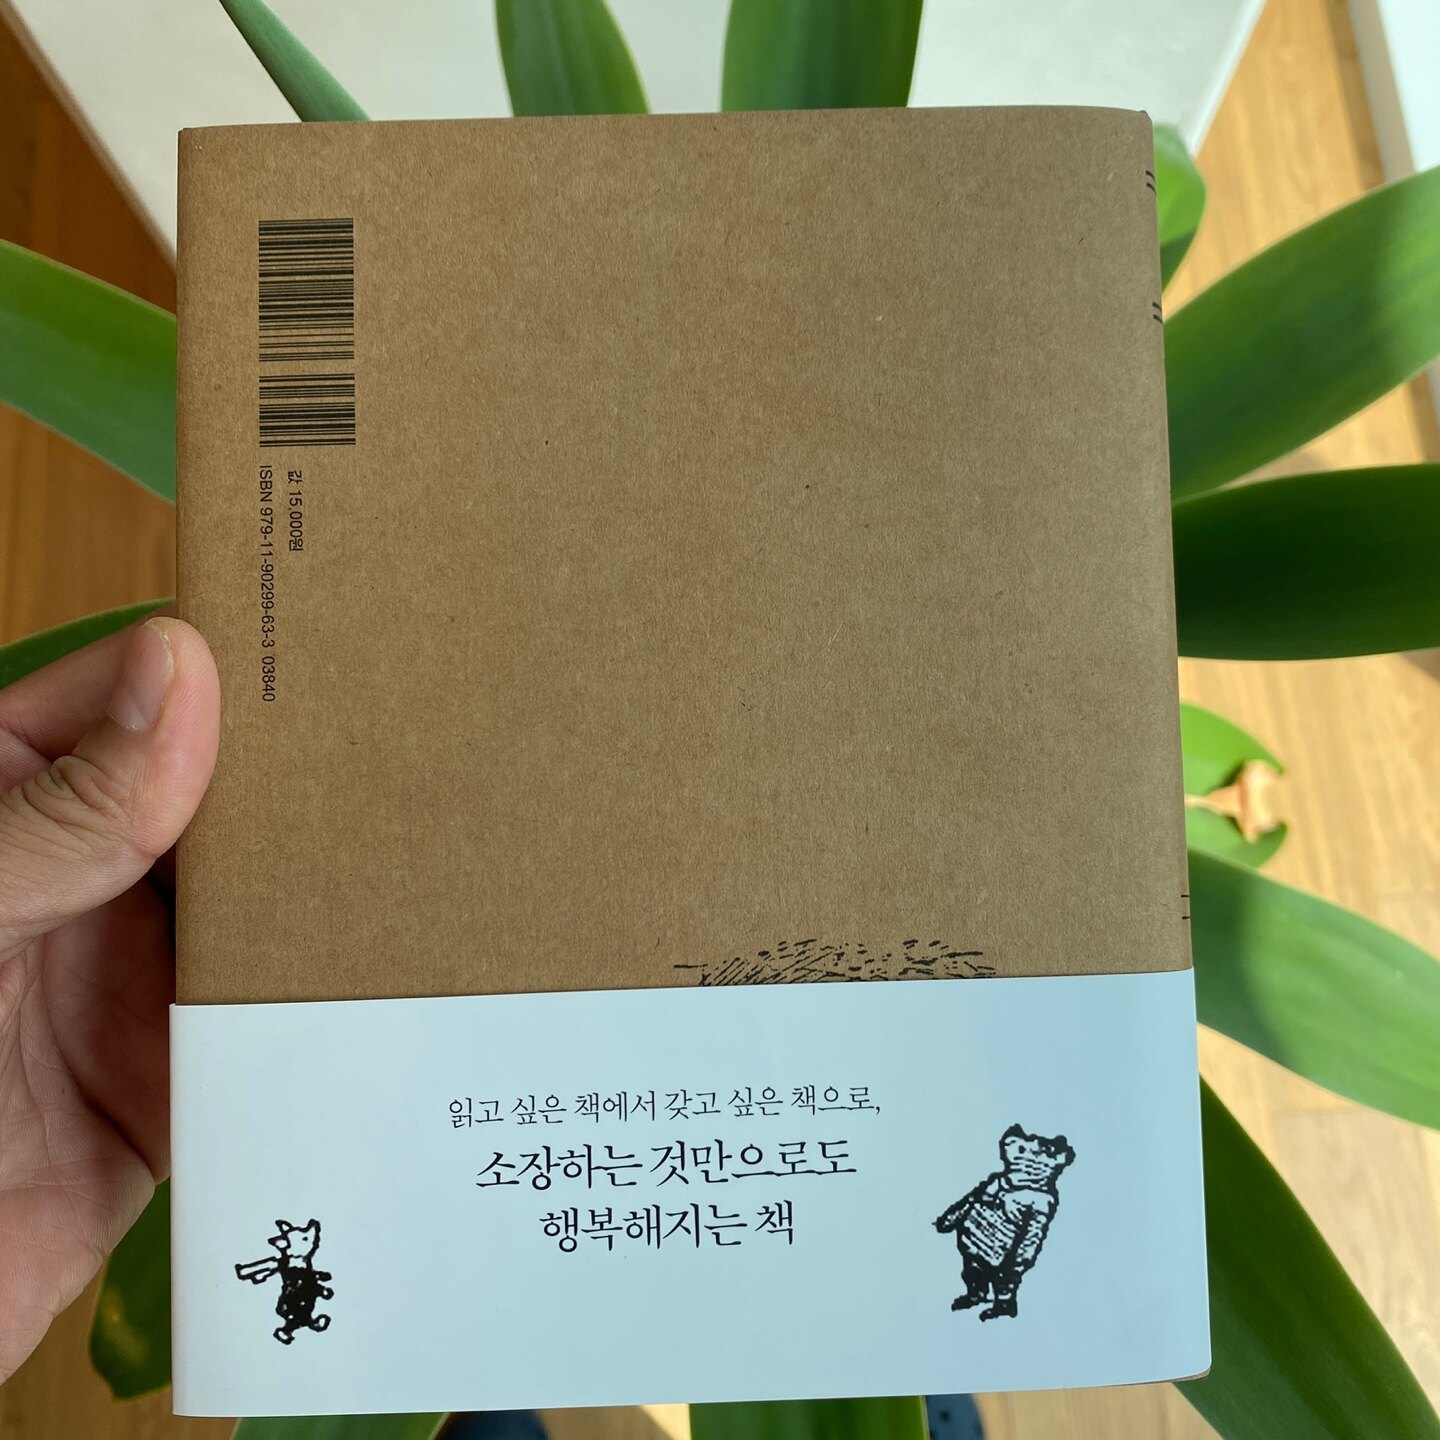 값 15,000원
ISBN 979-11-90299-63-3 03840
읽고 싶은 책에서 갖고 싶은 책으로,
소장하는 것만으로도
행복해지는 책